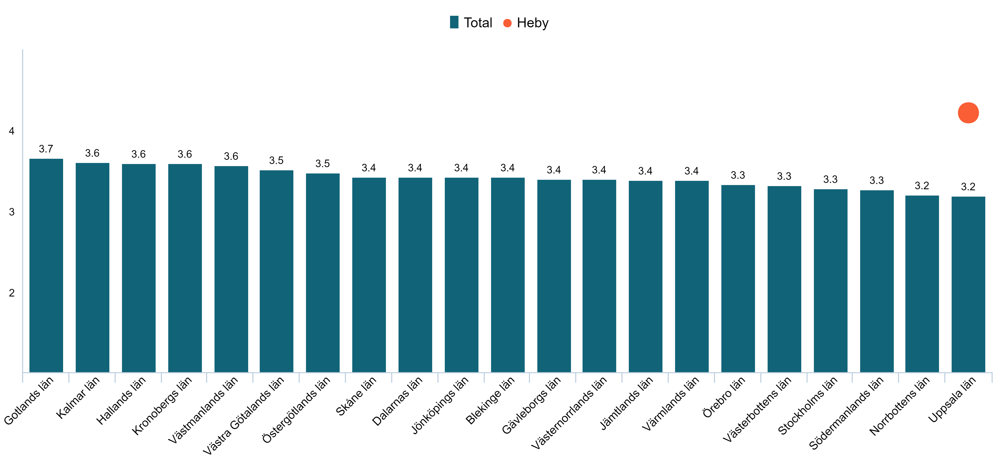 Total Heby
4
3
2
3.7 3.6 3.6 3.6 3.6 3.5 3.5 3.4 3.4 3.4 3.4 3.4 3.4 3.4 3.4 3.3 3.3 3.3 3.3 3.2 3.2
Gotlands län
Kalmar län
Hallands län
Kronobergs län
Västmanlands län
Västra Götalands län
Östergötlands län
Skåne län
Dalarnas län
Jönköpings län
Blekinge län
Gävleborgs län
Västernorrlands län
Jämtlands län
Värmlands län
Örebro län
Västerbottens län
Stockholms län
Södermanlands län
Norrbottens län
Uppsala län